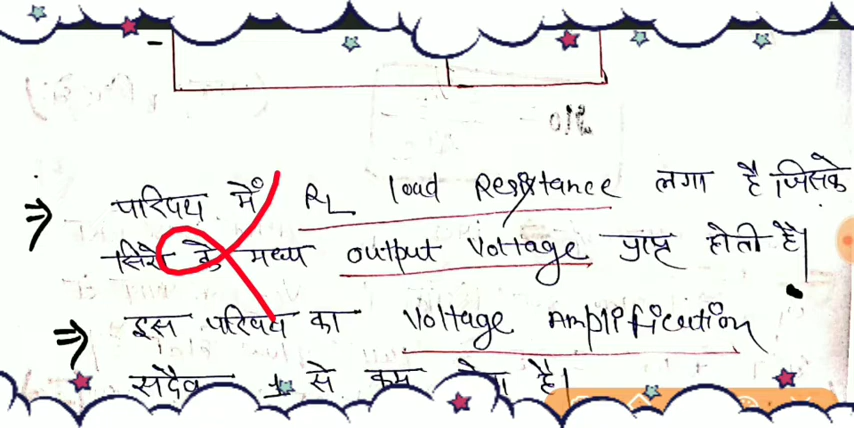 ⇒ परिपथ में RL load Resistance लगा है जिसके
सिरो के मध्य output Voltage प्राप्त होती है।
⇒ इस परिपथ का Voltage Amplification
सदैव 1 से कम होता है।